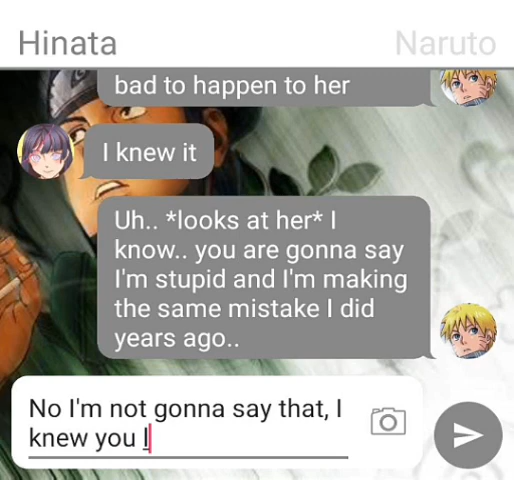 Hinata
Naruto
bad to happen to her
I knew it
Uh.. *looks at her* I
know.. you are gonna say
I'm stupid and I'm making
the same mistake I did
years ago..
No I'm not gonna say that, I
knew you I